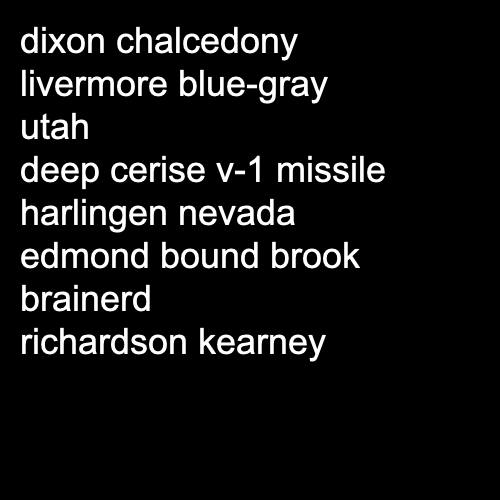 dixon chalcedony
livermore blue-gray
utah
deep cerise v-1 missile
harlingen nevada
edmond bound brook
brainerd
richardson kearney